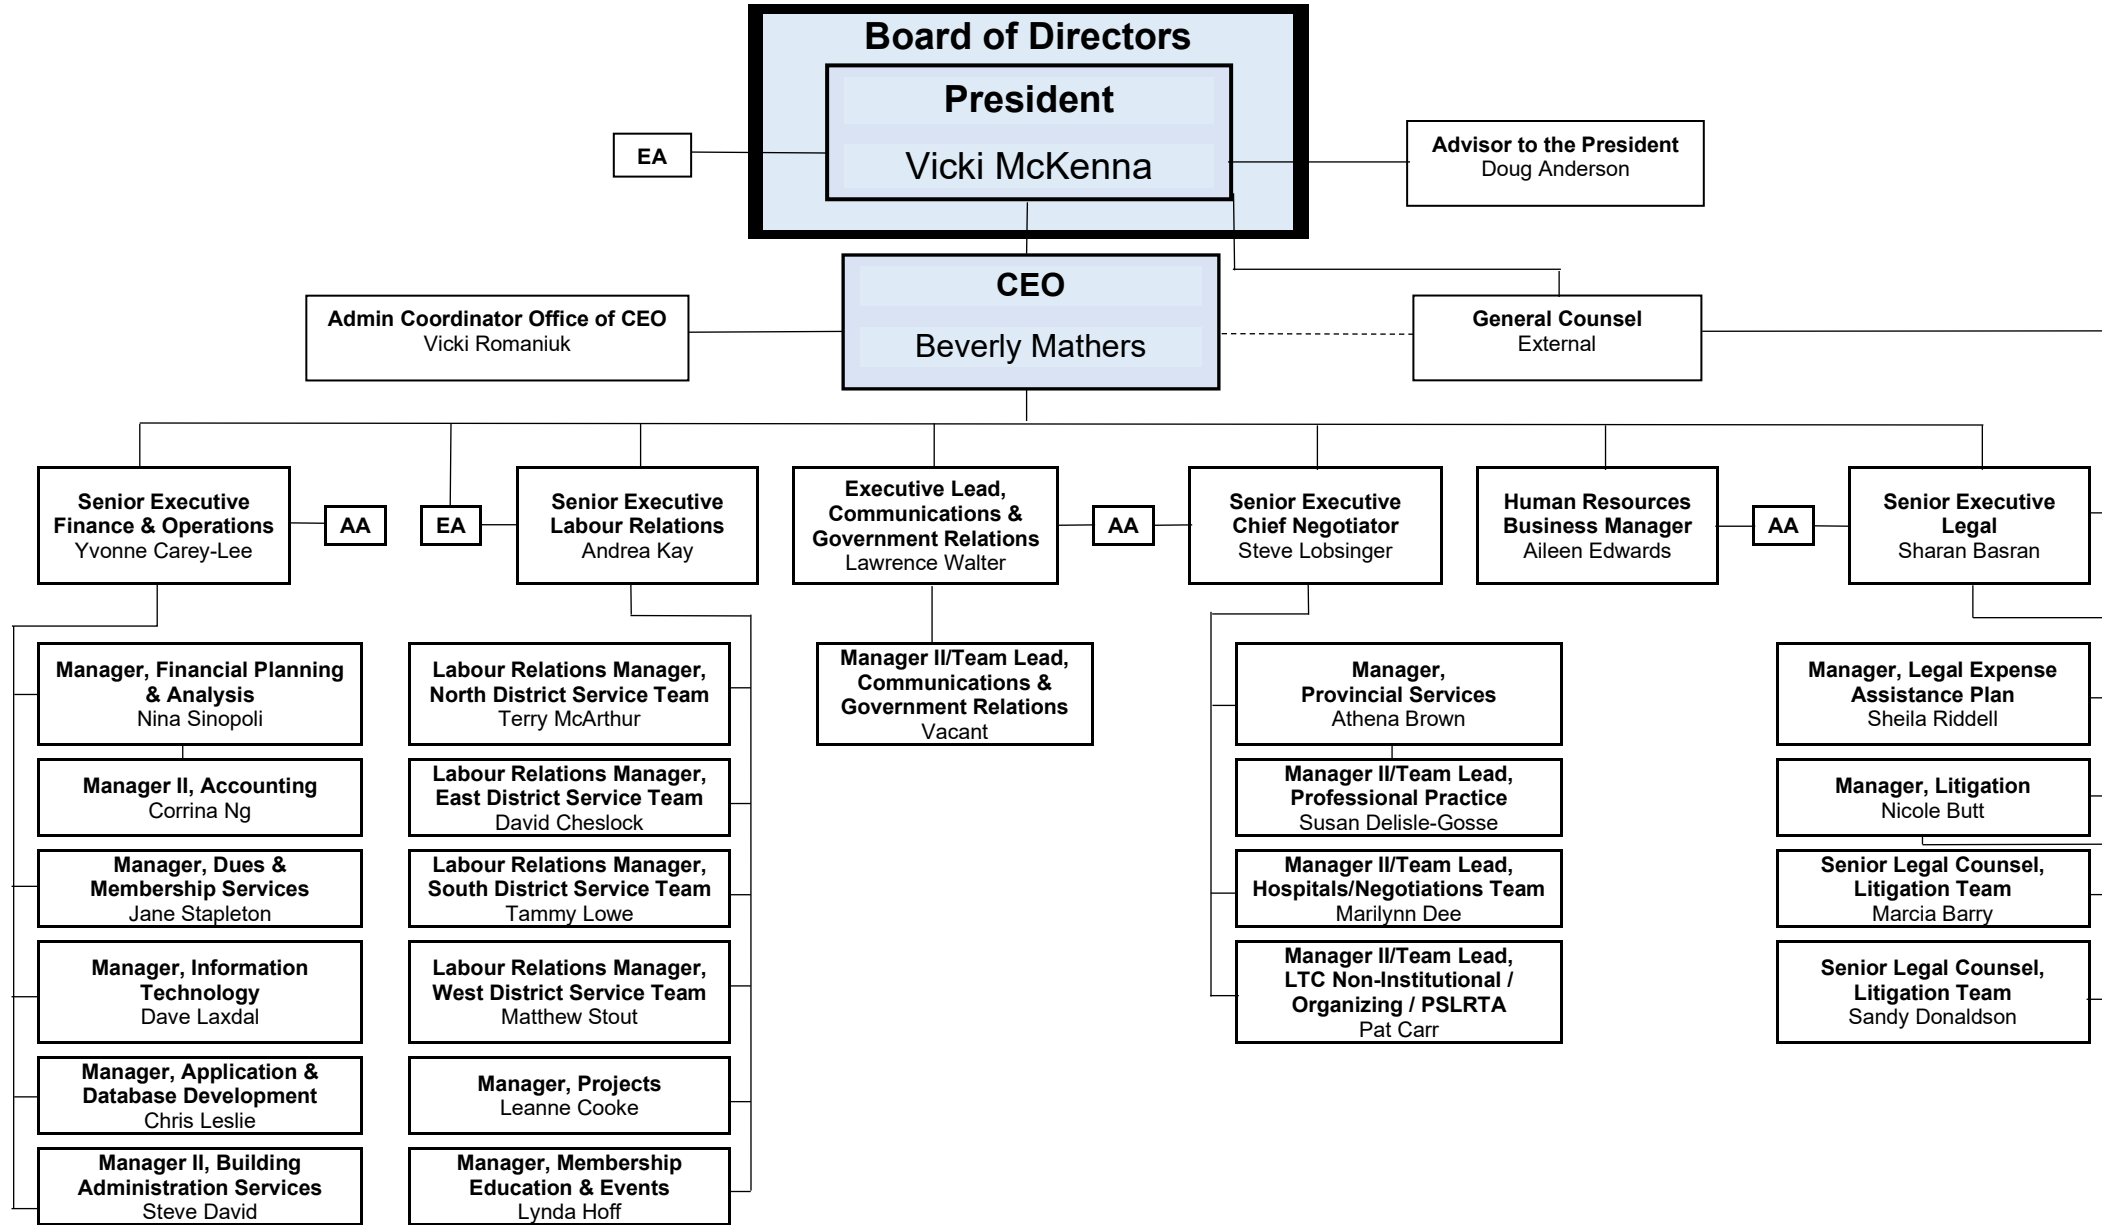 Board of Directors
President
Vicki McKenna
EA
Advisor to the President
Doug Anderson
CEO
Beverly Mathers
Admin Coordinator Office of CEO
Vicki Romaniuk
General Counsel
External
Senior Executive
Finance & Operations
Yvonne Carey-Lee
AA
EA
Senior Executive
Labour Relations
Andrea Kay
Executive Lead,
Communications &
Government Relations
Lawrence Walter
AA
Senior Executive
Chief Negotiator
Steve Lobsinger
Human Resources
Business Manager
Aileen Edwards
AA
Senior Executive
Legal
Sharan Basran
Manager, Financial Planning
& Analysis
Nina Sinopoli
Manager II, Accounting
Corrina Ng
Manager, Dues &
Membership Services
Jane Stapleton
Manager, Information
Technology
Dave Laxdal
Manager, Application &
Database Development
Chris Leslie
Manager II, Building
Administration Services
Steve David
Labour Relations Manager,
North District Service Team
Terry McArthur
Labour Relations Manager,
East District Service Team
David Cheslock
Labour Relations Manager,
South District Service Team
Tammy Lowe
Labour Relations Manager,
West District Service Team
Matthew Stout
Manager, Projects
Leanne Cooke
Manager, Membership
Education & Events
Lynda Hoff
Manager II/Team Lead,
Communications &
Government Relations
Vacant
Manager,
Provincial Services
Athena Brown
Manager II/Team Lead,
Professional Practice
Susan Delisle-Gosse
Manager II/Team Lead,
Hospitals/Negotiations Team
Marilynn Dee
Manager II/Team Lead,
LTC Non-Institutional /
Organizing / PSLRTA
Pat Carr
Manager, Legal Expense
Assistance Plan
Sheila Riddell
Manager, Litigation
Nicole Butt
Senior Legal Counsel,
Litigation Team
Marcia Barry
Senior Legal Counsel,
Litigation Team
Sandy Donaldson